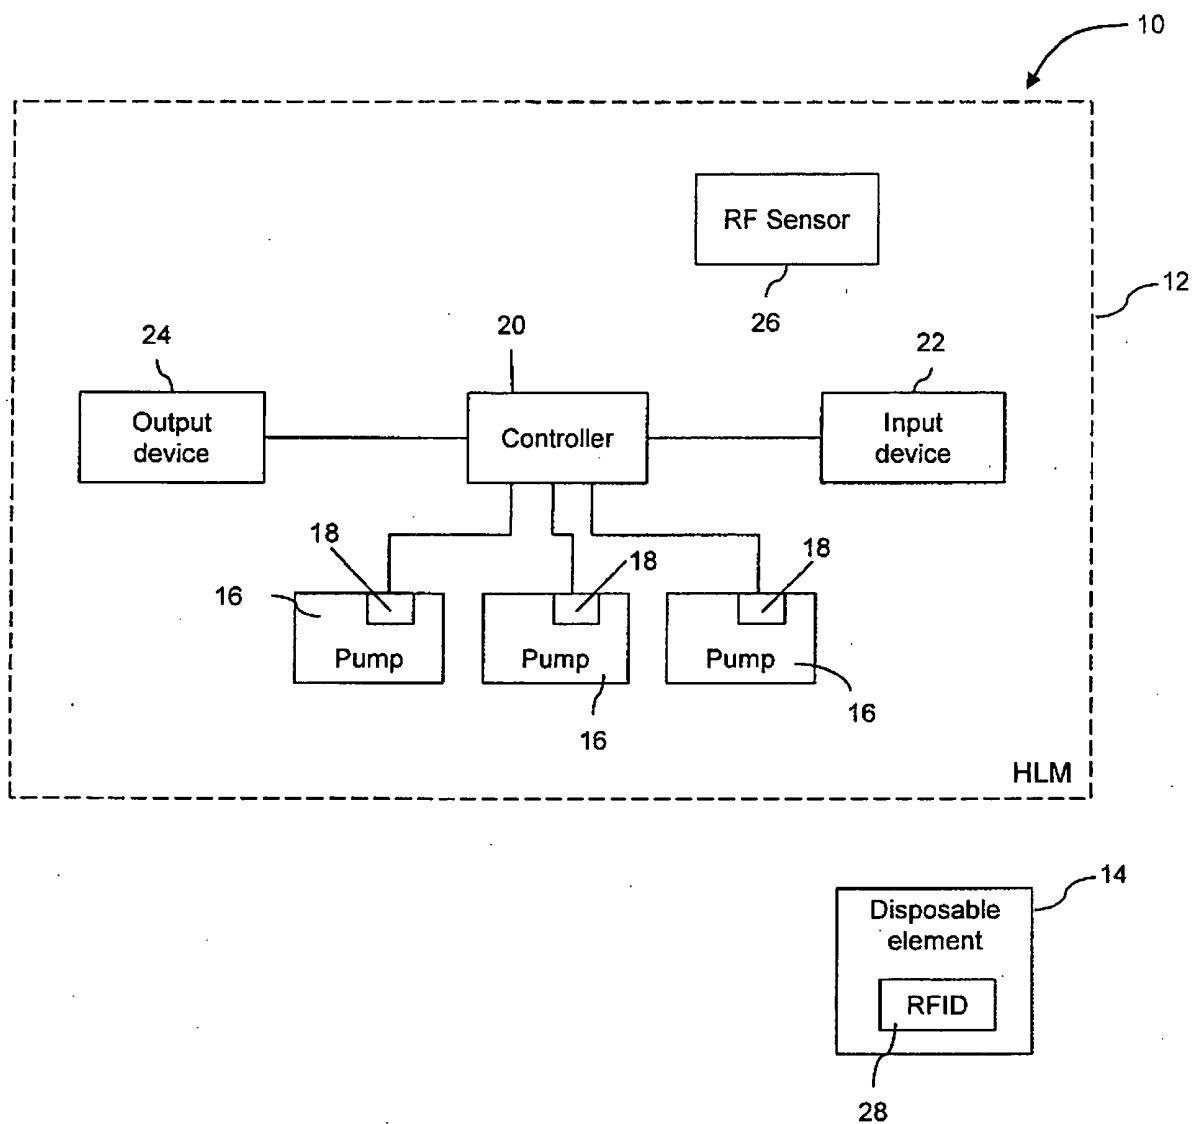 10
RF Sensor
26
12
24
20
22
Output
device
Controller
Input
device
18
18
18
16
Pump
Pump
Pump
16
16
HLM
14
Disposable
element
RFID
28